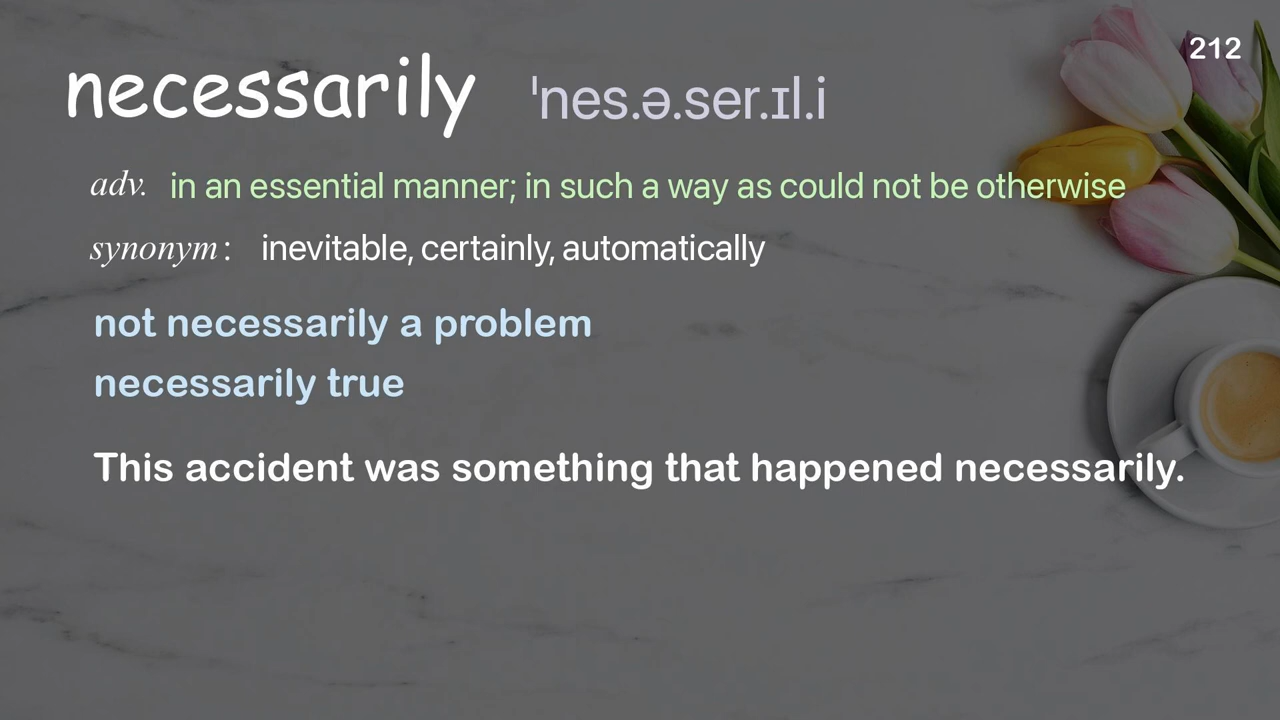 212
necessarily ˈnes.ə.ser.ɪl.i
adv. in an essential manner; in such a way as could not be otherwise
synonym : inevitable, certainly, automatically
not necessarily a problem
necessarily true
This accident was something that happened necessarily.